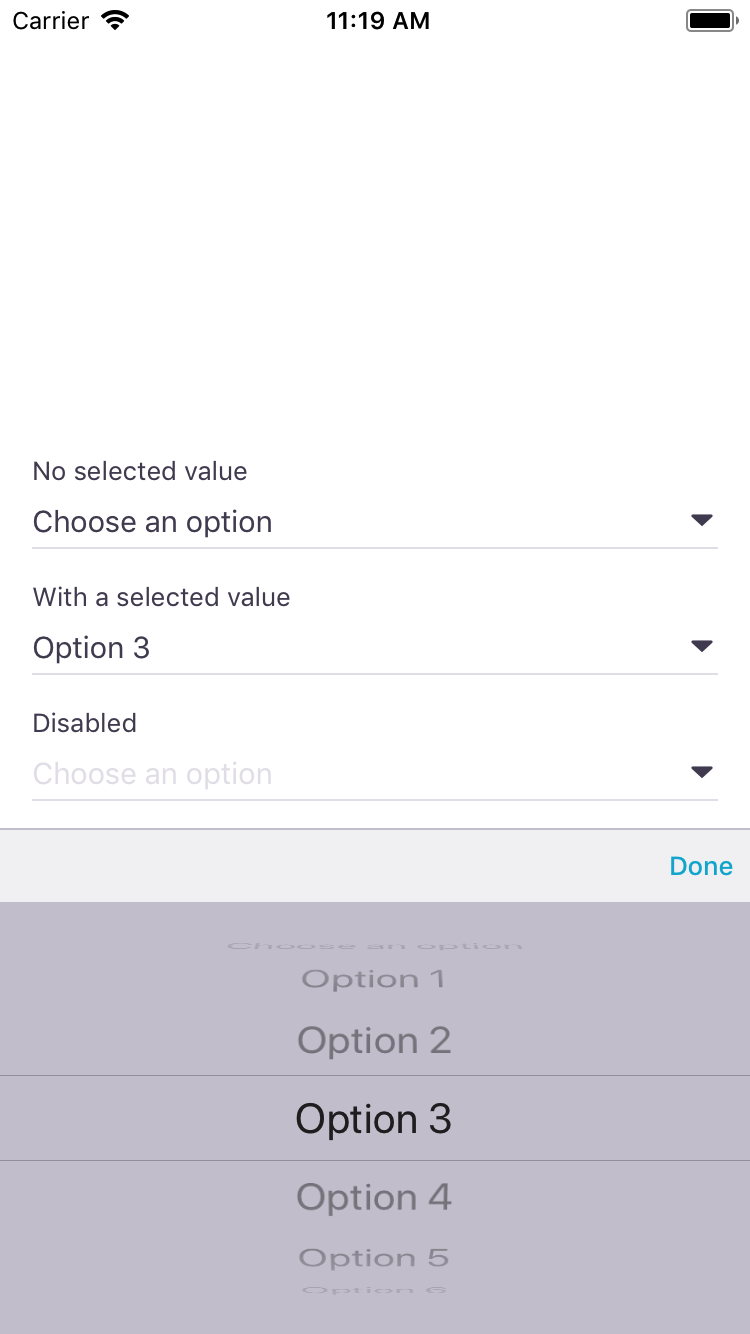 Carrier 11:19 AM
No selected value
Choose an option
With a selected value
Option 3
Disabled
Choose an option
Done
Choose an option
Option 1
Option 2
Option 3
Option 4
Option 5
Option 6